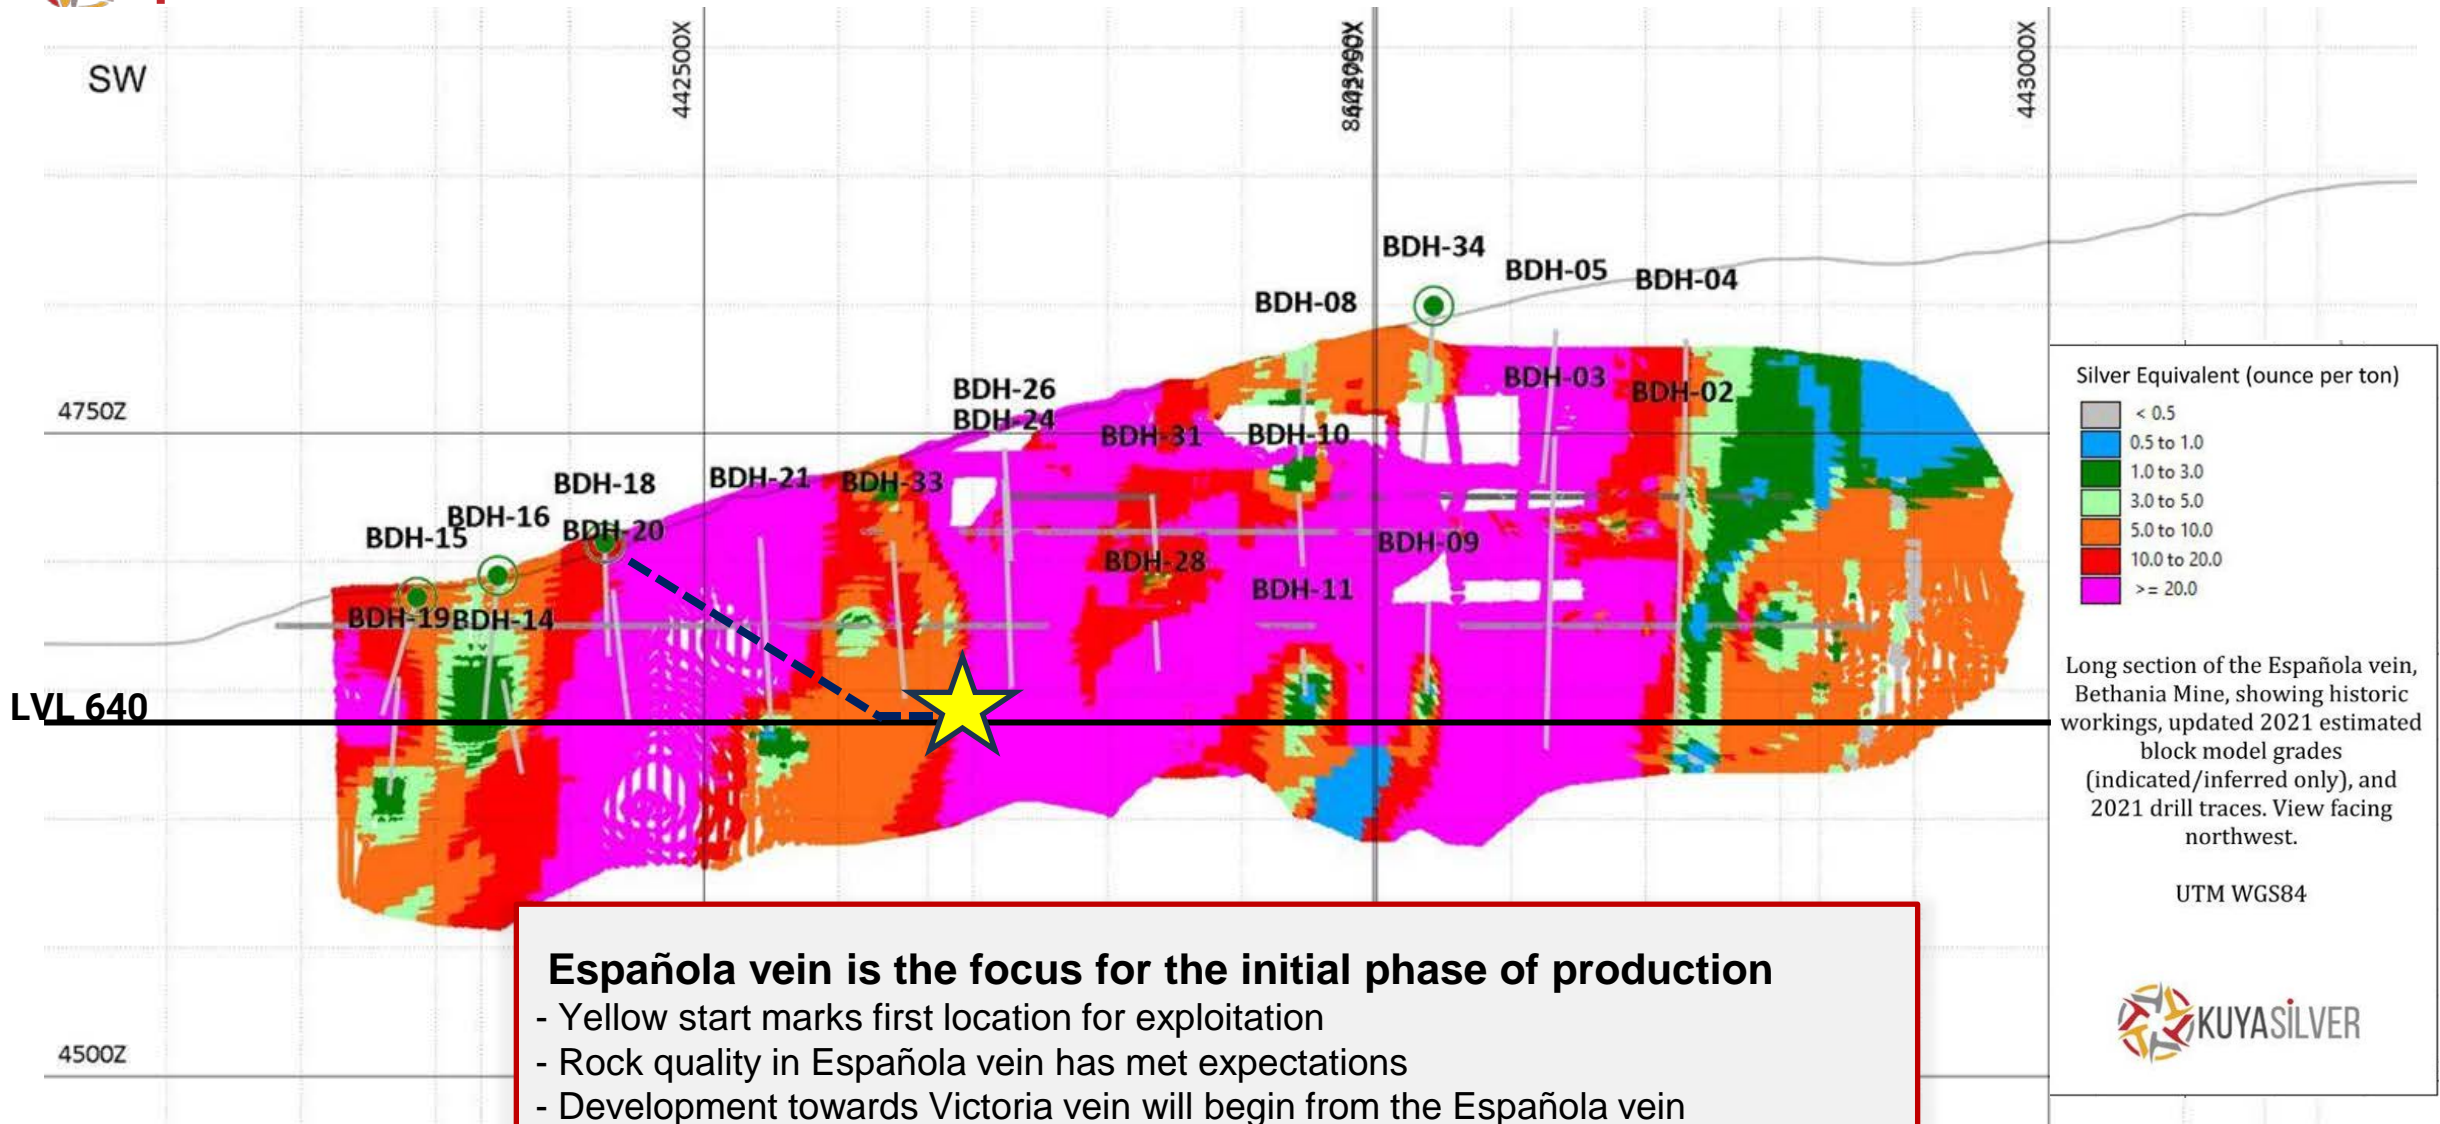 SW
442500X
8603000X
442750X
443000X
BDH-34
BDH-05
BDH-04
BDH-08
BDH-03
BDH-02
BDH-26
BDH-24
4750Z
BDH-31
BDH-10
BDH-18
BDH-21
BDH-33
BDH-16
BDH-15
BDH-20
BDH-09
BDH-28
BDH-11
BDH-19
BDH-14
LVL 640
4500Z
Silver Equivalent (ounce per ton)
< 0.5
0.5 to 1.0
1.0 to 3.0
3.0 to 5.0
5.0 to 10.0
10.0 to 20.0
>= 20.0
Long section of the Española vein,
Bethania Mine, showing historic
workings, updated 2021 estimated
block model grades
(indicated/inferred only), and
2021 drill traces. View facing
northwest.
UTM WGS84
KUYASILVER
Española vein is the focus for the initial phase of production
- Yellow start marks first location for exploitation
- Rock quality in Española vein has met expectations
- Development towards Victoria vein will begin from the Española vein